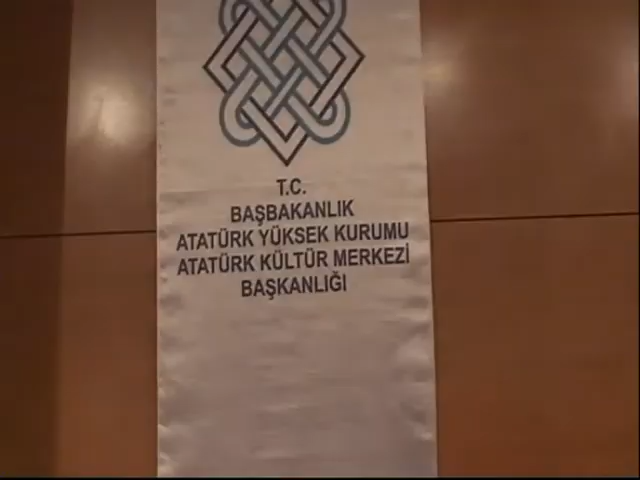 T.C.
BAŞBAKANLIK
ATATÜRK YÜKSEK KURUMU
ATATÜRK KÜLTÜR MERKEZİ
BAŞKANLIĞI